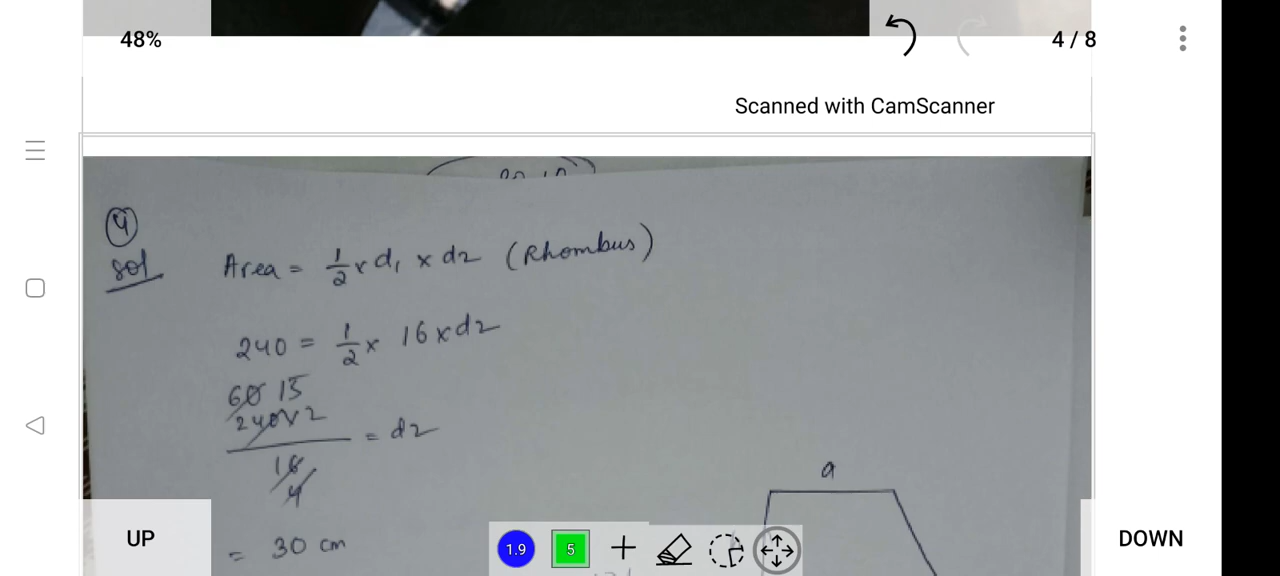 48%
4 / 8
Scanned with CamScanner
4
Sol
Area = 1/2 x d1 x d2 (Rhombus)
240 = 1/2 x 16 x d2
60 15
240 x 2
= d2
16
4
= 30 cm
a
UP
1.9
5
DOWN